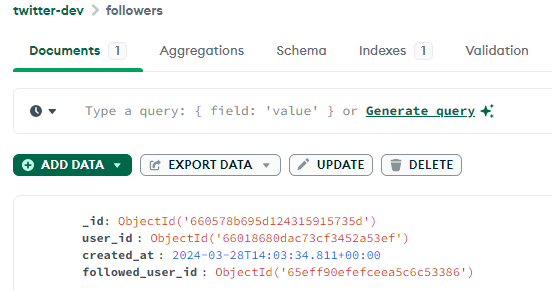 twitter-dev > followers
Documents 1 Aggregations Schema Indexes 1 Validation
Type a query: { field: 'value' } or Generate query
ADD DATA EXPORT DATA UPDATE DELETE
_id: ObjectId('660578b695d124315915735d')
user_id : ObjectId('66018680dac73cf3452a53ef')
created_at : 2024-03-28T14:03:34.811+00:00
followed_user_id : ObjectId('65eff90efefceea5c6c53386')